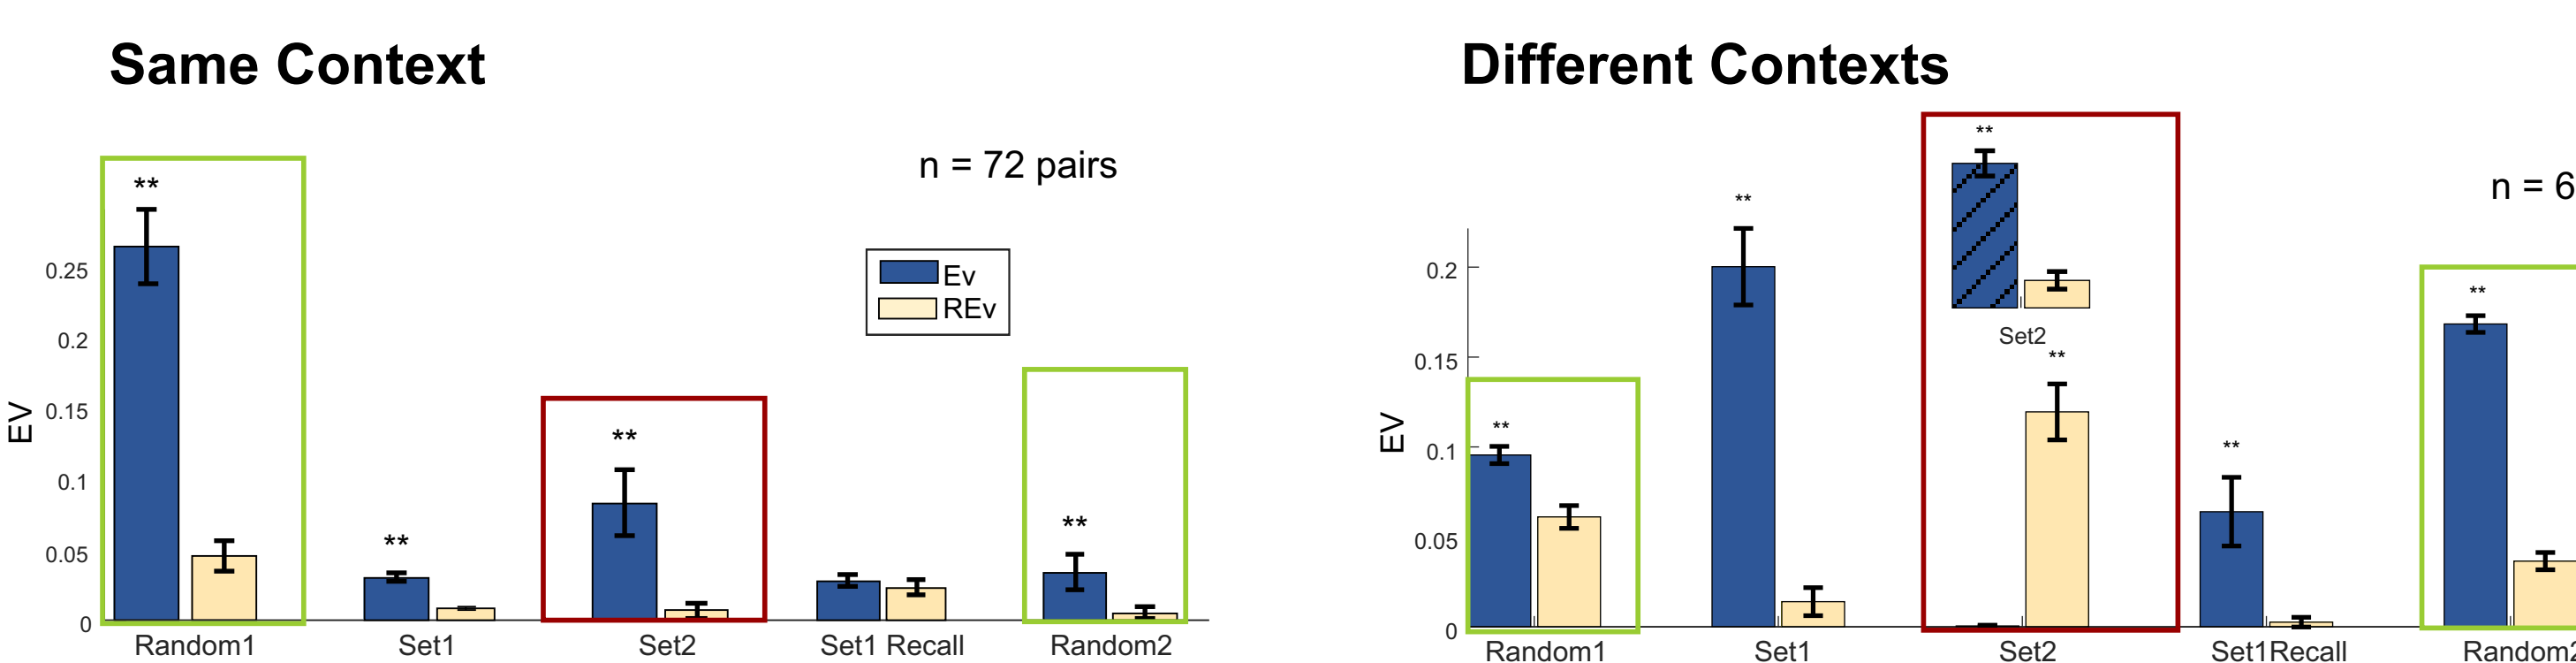 Same Context
n = 72 pairs
**
Ev
REv
**
**
**
EV
0.25
0.2
0.15
0.1
0.05
0
Random1
Set1
Set2
Set1 Recall
Random2
Different Contexts
n = 6
**
**
Set2
**
**
**
**
EV
0.2
0.15
0.1
0.05
0
Random1
Set1
Set2
Set1Recall
Random2